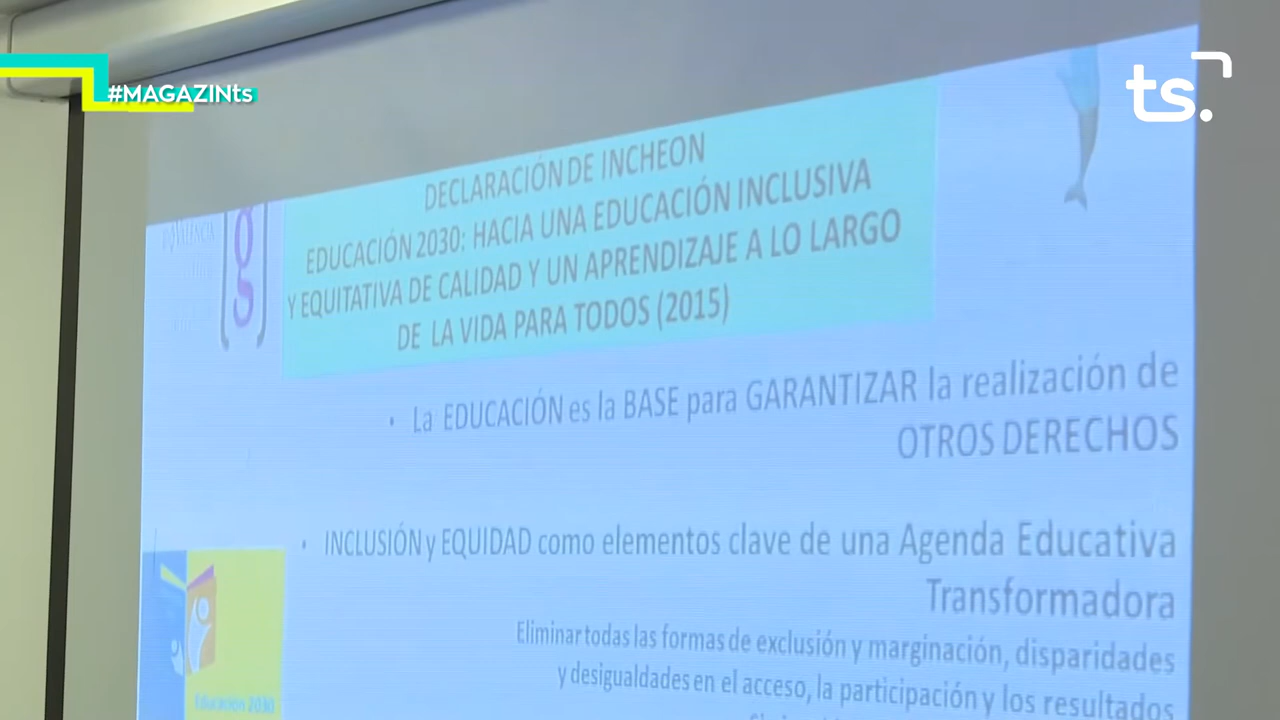 #MAGAZINts
ts.
DECLARACIÓN DE INCHEON
EDUCACIÓN 2030: HACIA UNA EDUCACIÓN INCLUSIVA
Y EQUITATIVA DE CALIDAD Y UN APRENDIZAJE A LO LARGO
DE LA VIDA PARA TODOS (2015)
• La EDUCACIÓN es la BASE para GARANTIZAR la realización de
OTROS DERECHOS
• INCLUSIÓN y EQUIDAD como elementos clave de una Agenda Educativa
Transformadora
Eliminar todas las formas de exclusión y marginación, disparidades
y desigualdades en el acceso, la participación y los resultados
Educación 2030